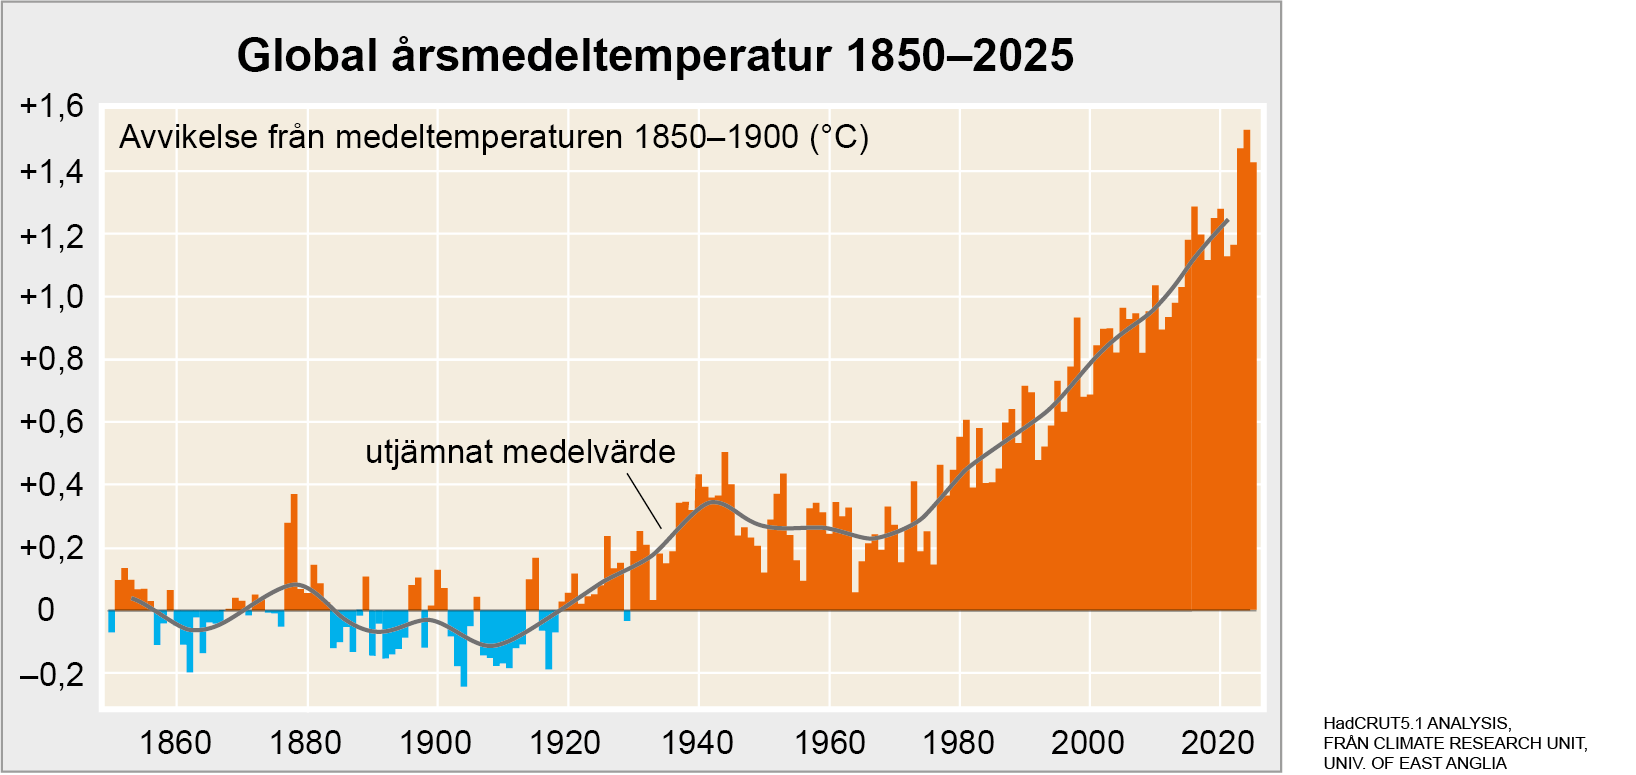 Global årsmedeltemperatur 1850–2025
Avvikelse från medeltemperaturen 1850–1900 (°C)
+1,6
+1,4
+1,2
+1,0
+0,8
+0,6
+0,4
+0,2
0
–0,2
utjämnat medelvärde
1860 1880 1900 1920 1940 1960 1980 2000 2020
HadCRUT5.1 ANALYSIS,
FRÅN CLIMATE RESEARCH UNIT,
UNIV. OF EAST ANGLIA